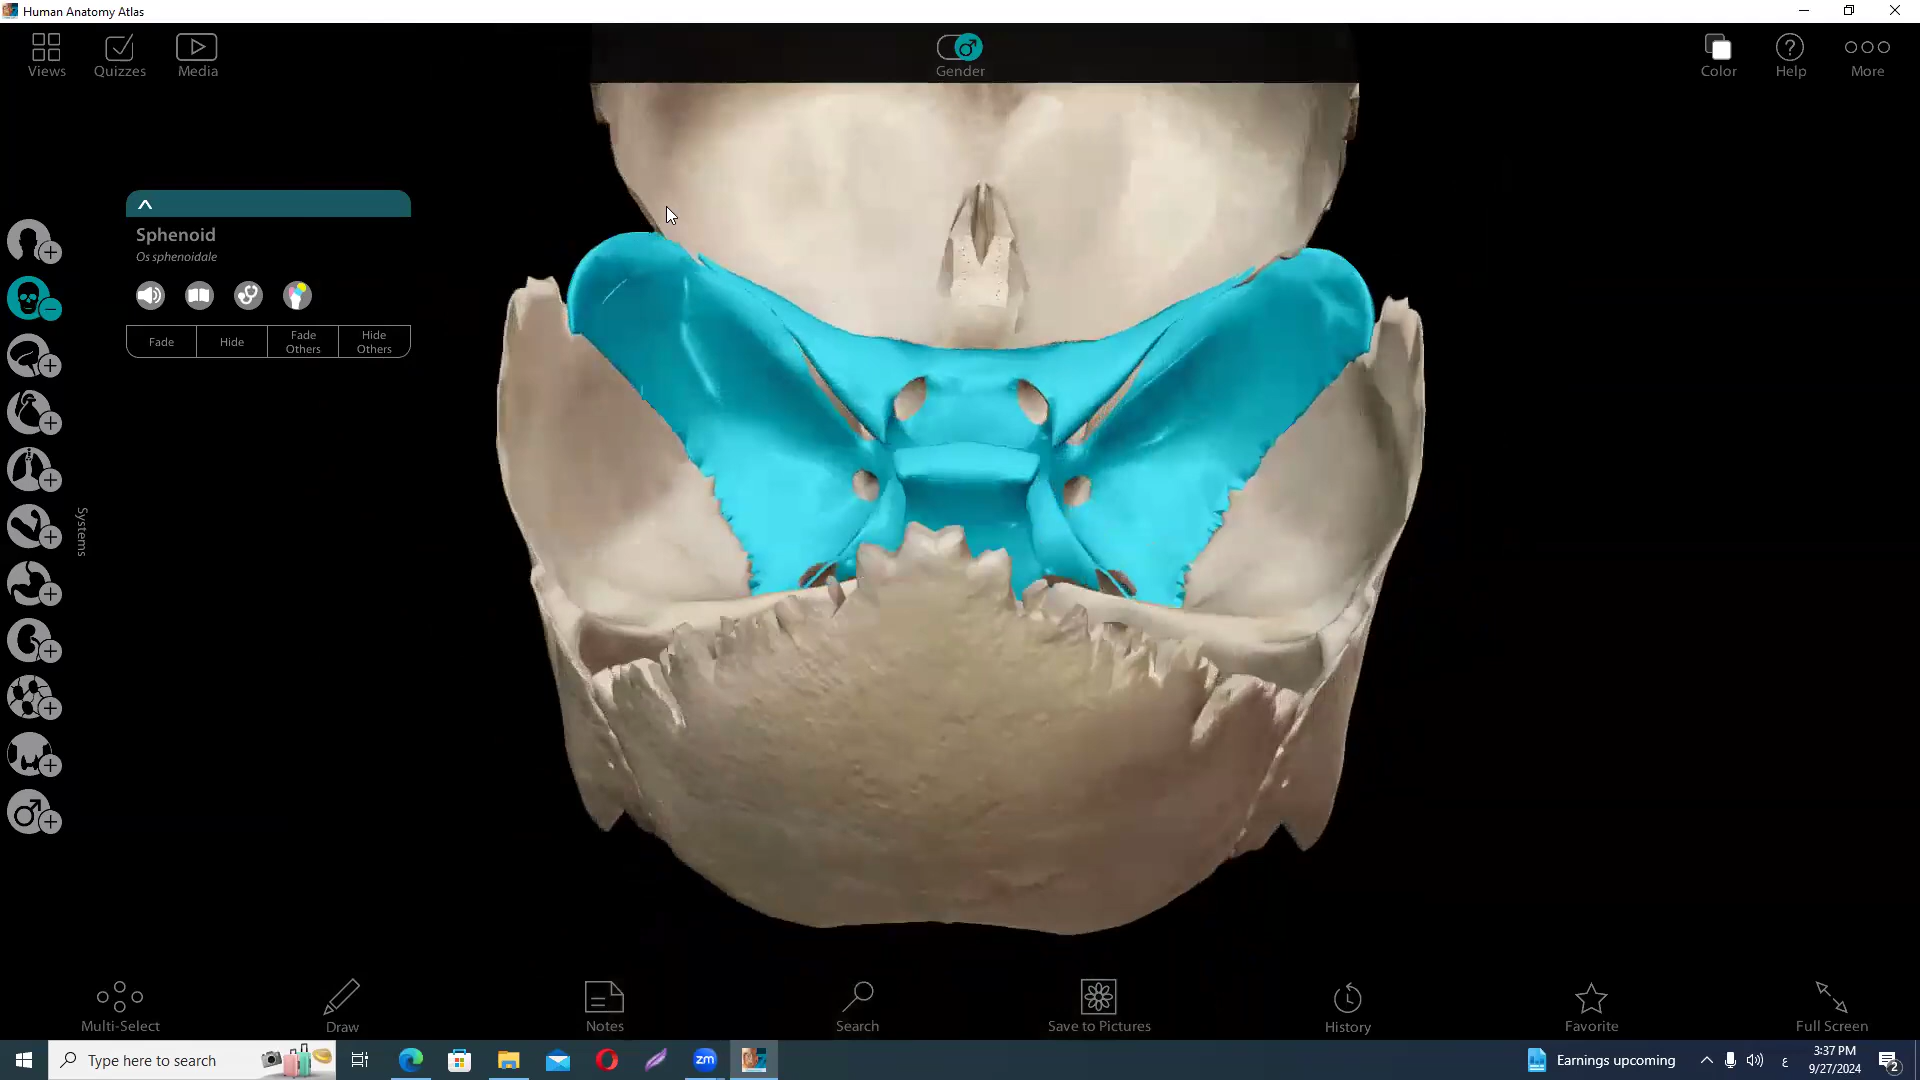 Human Anatomy Atlas
Views
Quizzes
Media
Gender
Color
Help
More
Sphenoid
Os sphenoidale
Fade
Hide
Fade
Others
Hide
Others
Systems
Multi-Select
Draw
Notes
Search
Save to Pictures
History
Favorite
Full Screen
Type here to search
zm
Earnings upcoming
ع
3:37 PM
9/27/2024
2